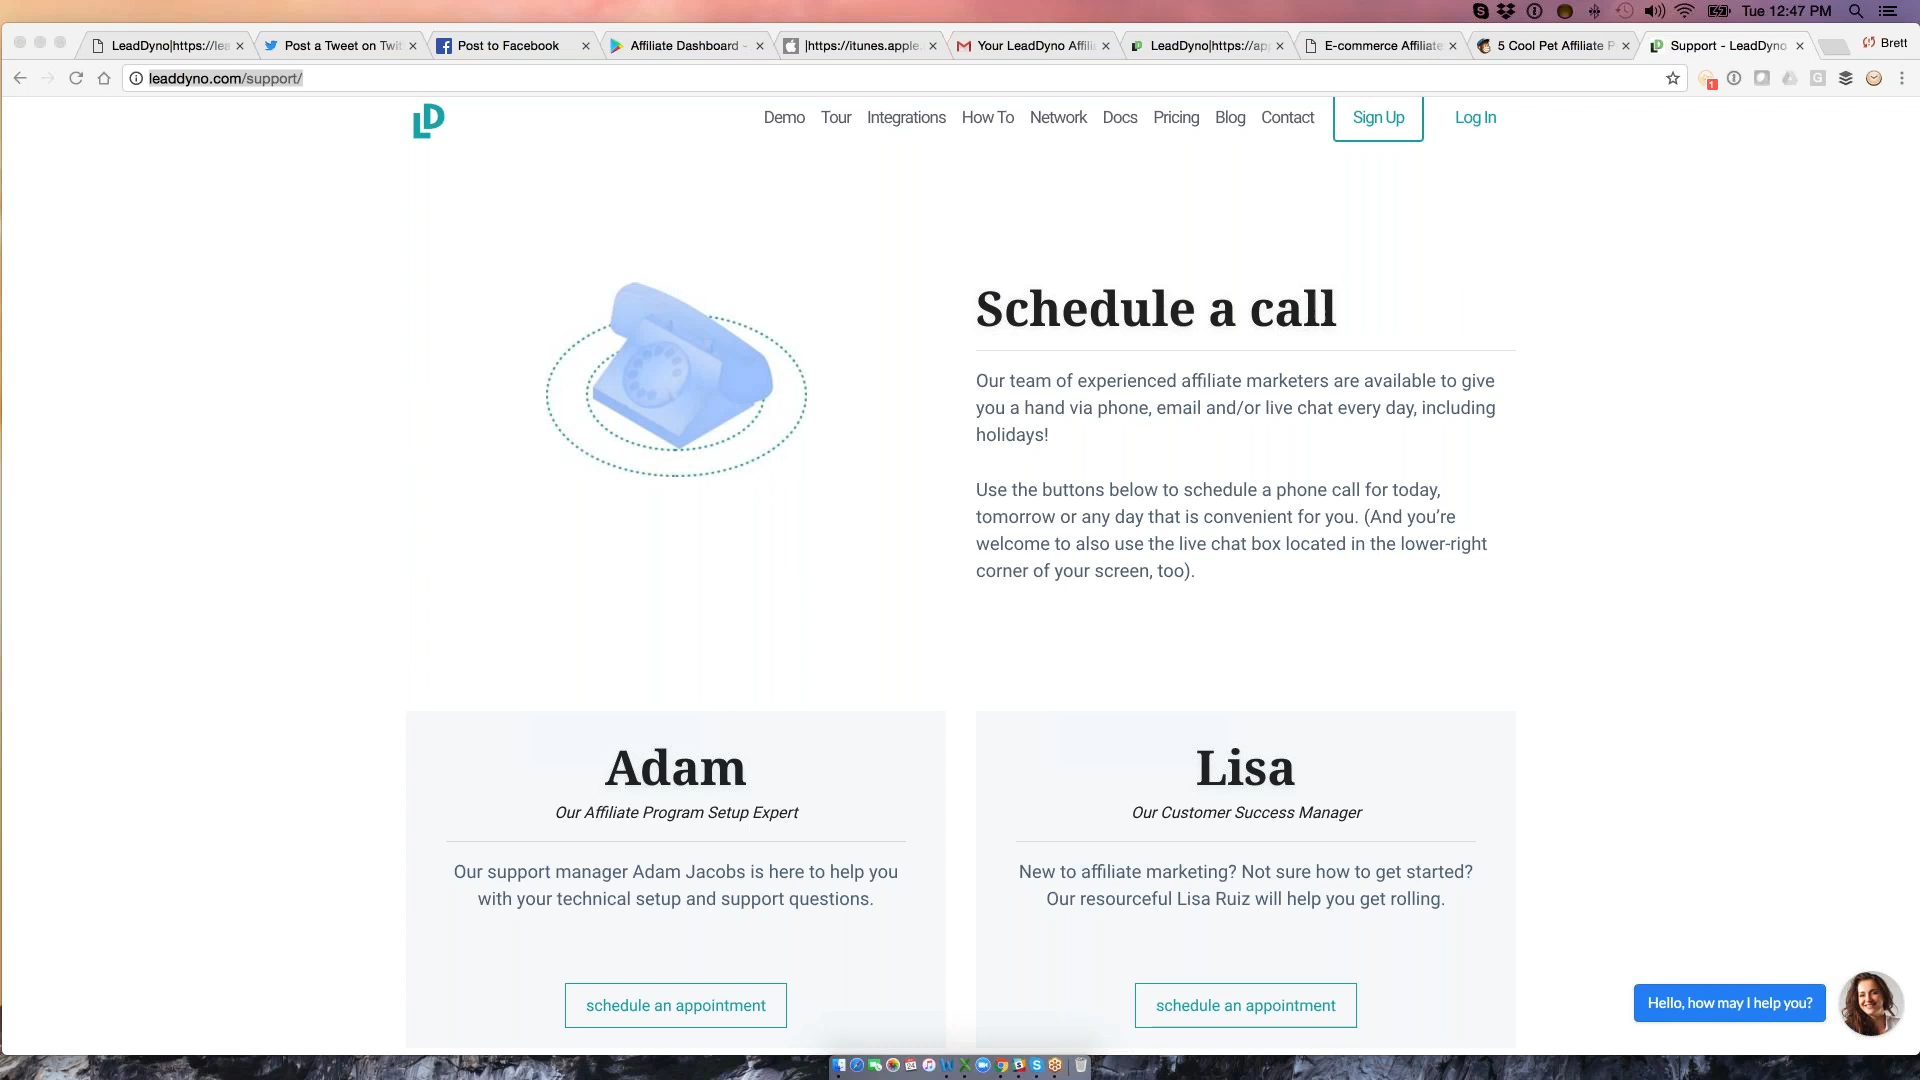 Tue 12:47 PM
LeadDyno|https://lea
Post a Tweet on Twit
Post to Facebook
Affiliate Dashboard -
|https://itunes.apple.
Your LeadDyno Affilia
LeadDyno|https://app
E-commerce Affiliate
5 Cool Pet Affiliate P
Support - LeadDyno
Brett
leaddyno.com/support/
1
LD
Demo
Tour
Integrations
How To
Network
Docs
Pricing
Blog
Contact
Sign Up
Log In
Schedule a call
Our team of experienced affiliate marketers are available to give
you a hand via phone, email and/or live chat every day, including
holidays!
Use the buttons below to schedule a phone call for today,
tomorrow or any day that is convenient for you. (And you’re
welcome to also use the live chat box located in the lower-right
corner of your screen, too).
Adam
Our Affiliate Program Setup Expert
Our support manager Adam Jacobs is here to help you
with your technical setup and support questions.
schedule an appointment
Lisa
Our Customer Success Manager
New to affiliate marketing? Not sure how to get started?
Our resourceful Lisa Ruiz will help you get rolling.
schedule an appointment
Hello, how may I help you?